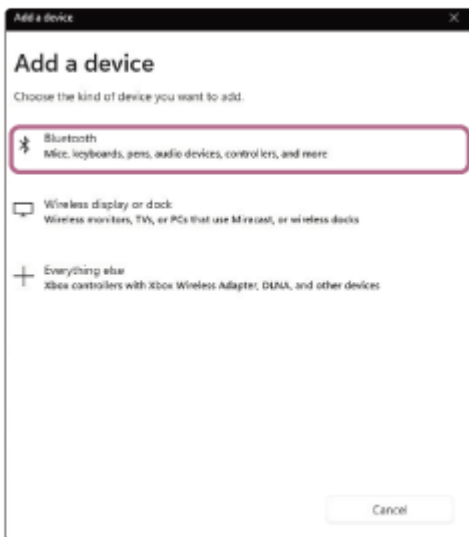 Add a device
Add a device
Choose the kind of device you want to add.
Bluetooth
Mice, keyboards, pens, audio devices, controllers, and more
Wireless display or dock
Wireless monitors, TVs, or PCs that use Miracast, or wireless docks
Everything else
Xbox controllers with Xbox Wireless Adapter, DLNA, and other devices
Cancel